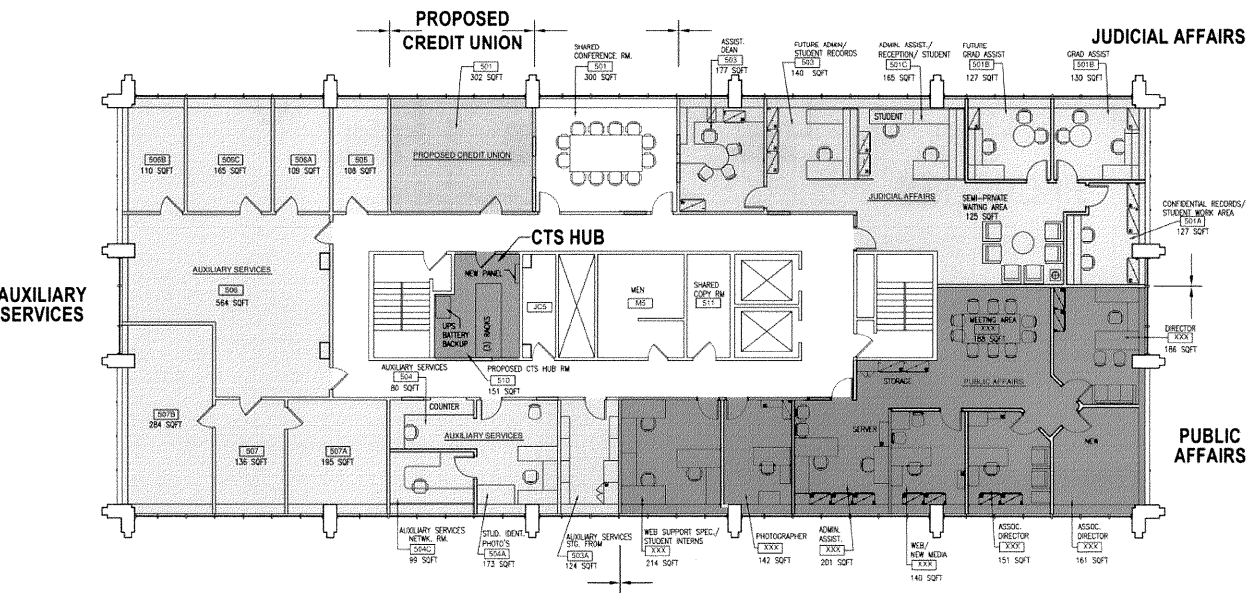 PROPOSED
CREDIT UNION
JUDICIAL AFFAIRS
501
302 SQFT
SHARED
CONFERENCE RM.
501
300 SQFT
ASSIST.
DEAN
503
177 SQFT
FUTURE ADMIN/
STUDENT RECORDS
503
140 SQFT
ADMIN. ASSIST./
RECEPTION/ STUDENT
501C
165 SQFT
FUTURE
GRAD ASSIST
501B
127 SQFT
GRAD ASSIST
501B
130 SQFT
506B
110 SQFT
506C
165 SQFT
506A
109 SQFT
505
108 SQFT
PROPOSED CREDIT UNION
STUDENT
JUDICIAL AFFAIRS
SEMI-PRIVATE
WAITING AREA
125 SQFT
CONFIDENTIAL RECORDS/
STUDENT WORK AREA
501A
127 SQFT
CTS HUB
NEW PANEL
AUXILIARY SERVICES
506
564 SQFT
AUXILIARY
SERVICES
UPS
BATTERY
BACKUP
(3) RACKS
JC5
MEN
M5
SHARED
COPY RM
511
MEETING AREA
XXX
188 SQFT
DIRECTOR
XXX
186 SQFT
AUXILIARY SERVICES
504
80 SQFT
PROPOSED CTS HUB RM
510
151 SQFT
STORAGE
PUBLIC AFFAIRS
507B
284 SQFT
507
136 SQFT
507A
195 SQFT
COUNTER
AUXILIARY SERVICES
SERVER
NEW
PUBLIC
AFFAIRS
AUXILIARY SERVICES
NETWK. RM.
504C
99 SQFT
STUD. IDENT.
PHOTO'S
504A
173 SQFT
AUXILIARY SERVICES
STG. FROM
503A
124 SQFT
WEB SUPPORT SPEC./
STUDENT INTERNS
XXX
214 SQFT
PHOTOGRAPHER
XXX
142 SQFT
ADMIN.
ASSIST.
XXX
201 SQFT
WEB/
NEW MEDIA
XXX
140 SQFT
ASSOC.
DIRECTOR
XXX
151 SQFT
ASSOC.
DIRECTOR
XXX
161 SQFT